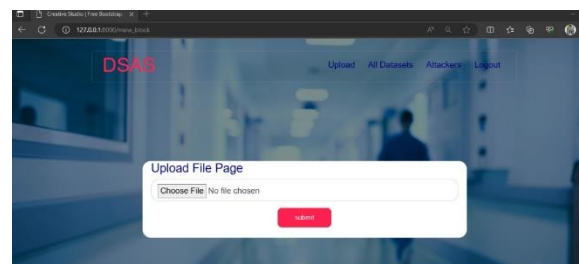 Creative Studio | Free Bootstrap
127.0.0.1:8000/mine_block
DSAS
Upload All Datasets Attackers Logout
Upload File Page
Choose File No file chosen
submit